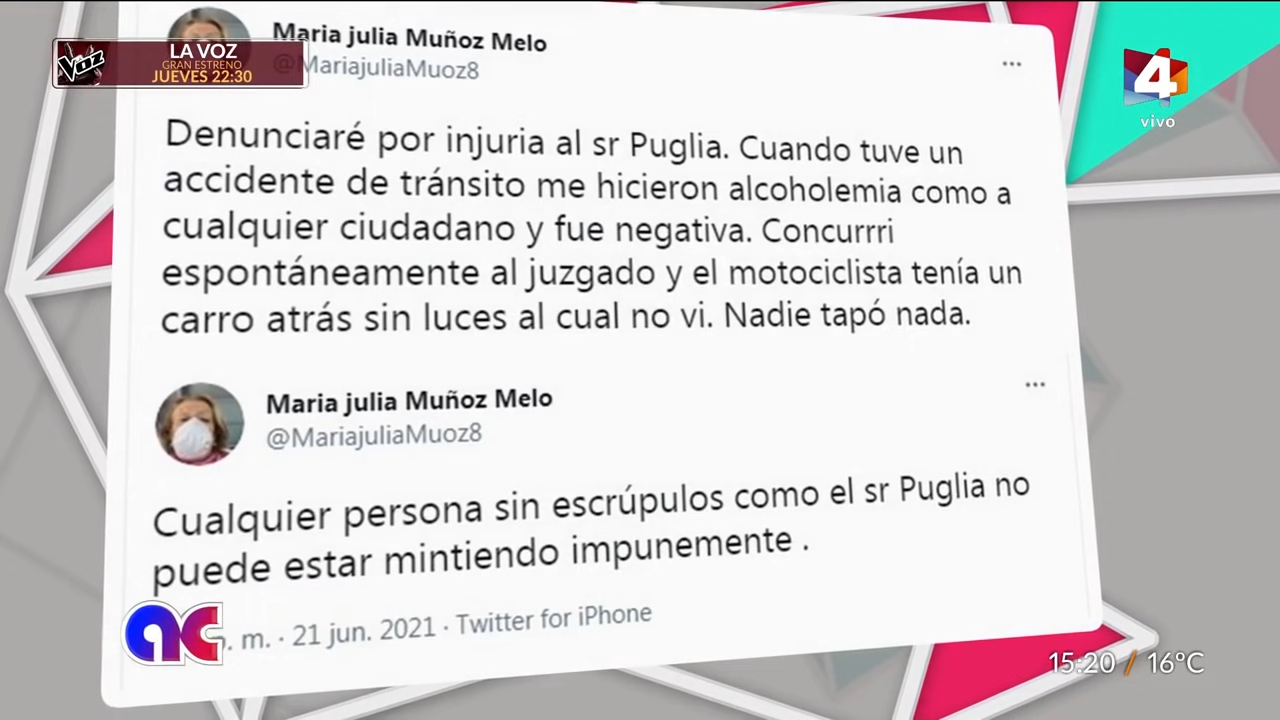 Maria julia Muñoz Melo
@MariajuliaMuoz8
LA VOZ
GRAN ESTRENO
JUEVES 22:30
La Voz
4
vivo
Denunciaré por injuria al sr Puglia. Cuando tuve un
accidente de tránsito me hicieron alcoholemia como a
cualquier ciudadano y fue negativa. Concurrri
espontáneamente al juzgado y el motociclista tenía un
carro atrás sin luces al cual no vi. Nadie tapó nada.
Maria julia Muñoz Melo
@MariajuliaMuoz8
Cualquier persona sin escrúpulos como el sr Puglia no
puede estar mintiendo impunemente .
m. · 21 jun. 2021 · Twitter for iPhone
ac
15:20 / 16°C